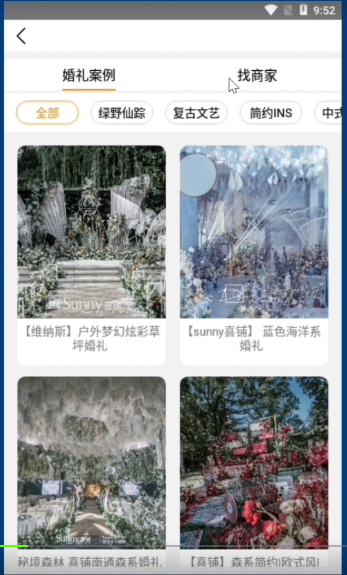 9:52
婚礼案例
找商家
全部
绿野仙踪
复古文艺
简约INS
中式
【维纳斯】户外梦幻炫彩草
坪婚礼
【sunny喜铺】 蓝色海洋系
婚礼
Sunny
Sunny
秘境森林 喜铺南通森系婚礼
【喜铺】森系简约|欧式风|